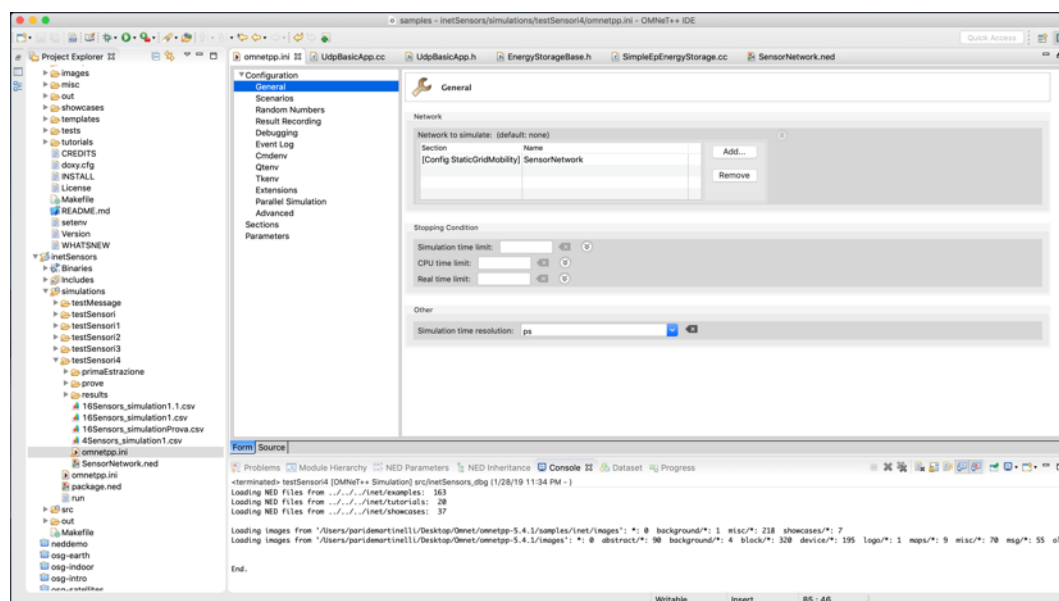 samples - inetSensors/simulations/testSensori4/omnetpp.ini - OMNeT++ IDE
Quick Access
Project Explorer
images
misc
out
showcases
templates
tests
tutorials
CREDITS
doxy.cfg
INSTALL
License
Makefile
README.md
setenv
Version
WHATSNEW
inetSensors
Binaries
Includes
simulations
testMessage
testSensori
testSensori1
testSensori2
testSensori3
testSensori4
primaEstrazione
prove
results
16Sensors_simulation1.1.csv
16Sensors_simulation1.csv
16Sensors_simulationProva.csv
4Sensors_simulation1.csv
omnetpp.ini
SensorNetwork.ned
omnetpp.ini
package.ned
run
src
out
Makefile
neddemo
osg-earth
osg-indoor
osg-intro
osg-satellites
omnetpp.ini UdpBasicApp.cc UdpBasicApp.h EnergyStorageBase.h SimpleEpEnergyStorage.cc SensorNetwork.ned
Configuration
General
Scenarios
Random Numbers
Result Recording
Debugging
Event Log
Cmdenv
Qtenv
Tkenv
Extensions
Parallel Simulation
Advanced
Sections
Parameters
General
Network
Network to simulate: (default: none)
Section Name
[Config StaticGridMobility] SensorNetwork
Add...
Remove
Stopping Condition
Simulation time limit:
CPU time limit:
Real time limit:
Other
Simulation time resolution: ps
Form Source
Problems Module Hierarchy NED Parameters NED Inheritance Console Dataset Progress
<terminated> testSensori4 [OMNeT++ Simulation] src/inetSensors_dbg (1/28/19 11:34 PM - )
Loading NED files from ../../../inet/examples: 163
Loading NED files from ../../../inet/tutorials: 20
Loading NED files from ../../../inet/showcases: 37
Loading images from '/Users/paridemartinelli/Desktop/Omnet/omnetpp-5.4.1/samples/inet/images': *: 0 background/*: 1 misc/*: 218 showcases/*: 7
Loading images from '/Users/paridemartinelli/Desktop/Omnet/omnetpp-5.4.1/images': *: 0 abstract/*: 90 background/*: 4 block/*: 320 device/*: 195 logo/*: 1 maps/*: 9 misc/*: 70 msg/*: 55 ol
End.
Writable Insert 85 : 46